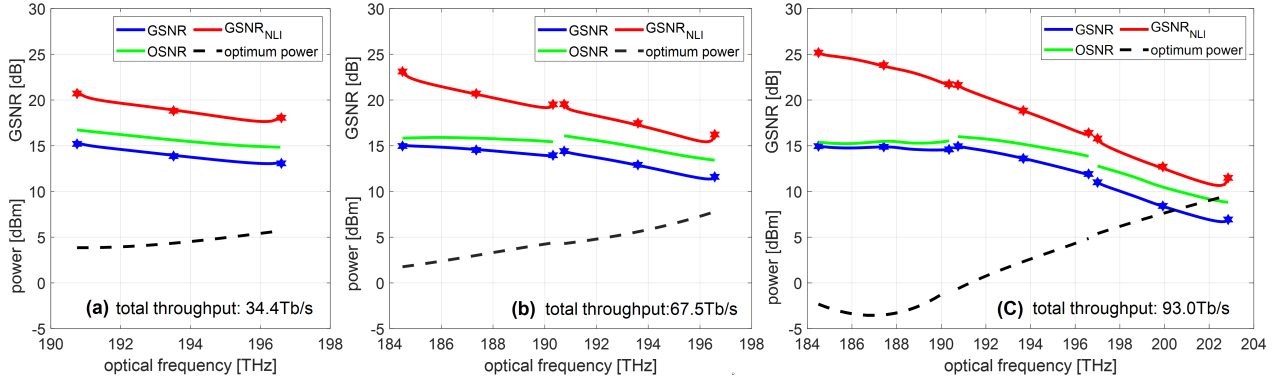 30
25
20
15
10
5
0
-5
GSNR [dB]
power [dBm]
GSNR
GSNRNLI
OSNR
optimum power
(a) total throughput: 34.4Tb/s
190 192 194 196 198
optical frequency [THz]
30
25
20
15
10
5
0
-5
GSNR [dB]
power [dBm]
GSNR
GSNRNLI
OSNR
optimum power
(b) total throughput:67.5Tb/s
184 186 188 190 192 194 196 198
optical frequency [THz]
30
25
20
15
10
5
0
-5
GSNR [dB]
power [dBm]
GSNR
GSNRNLI
OSNR
optimum power
(C) total throughput: 93.0Tb/s
184 186 188 190 192 194 196 198 200 202 204
optical frequency [THz]